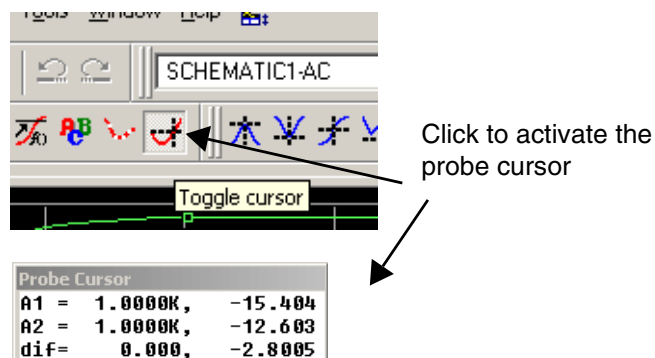 Tools Window Help
SCHEMATIC1-AC
Click to activate the
probe cursor
Toggle cursor
Probe Cursor
A1 = 1.0000K, -15.404
A2 = 1.0000K, -12.603
dif= 0.000, -2.8005